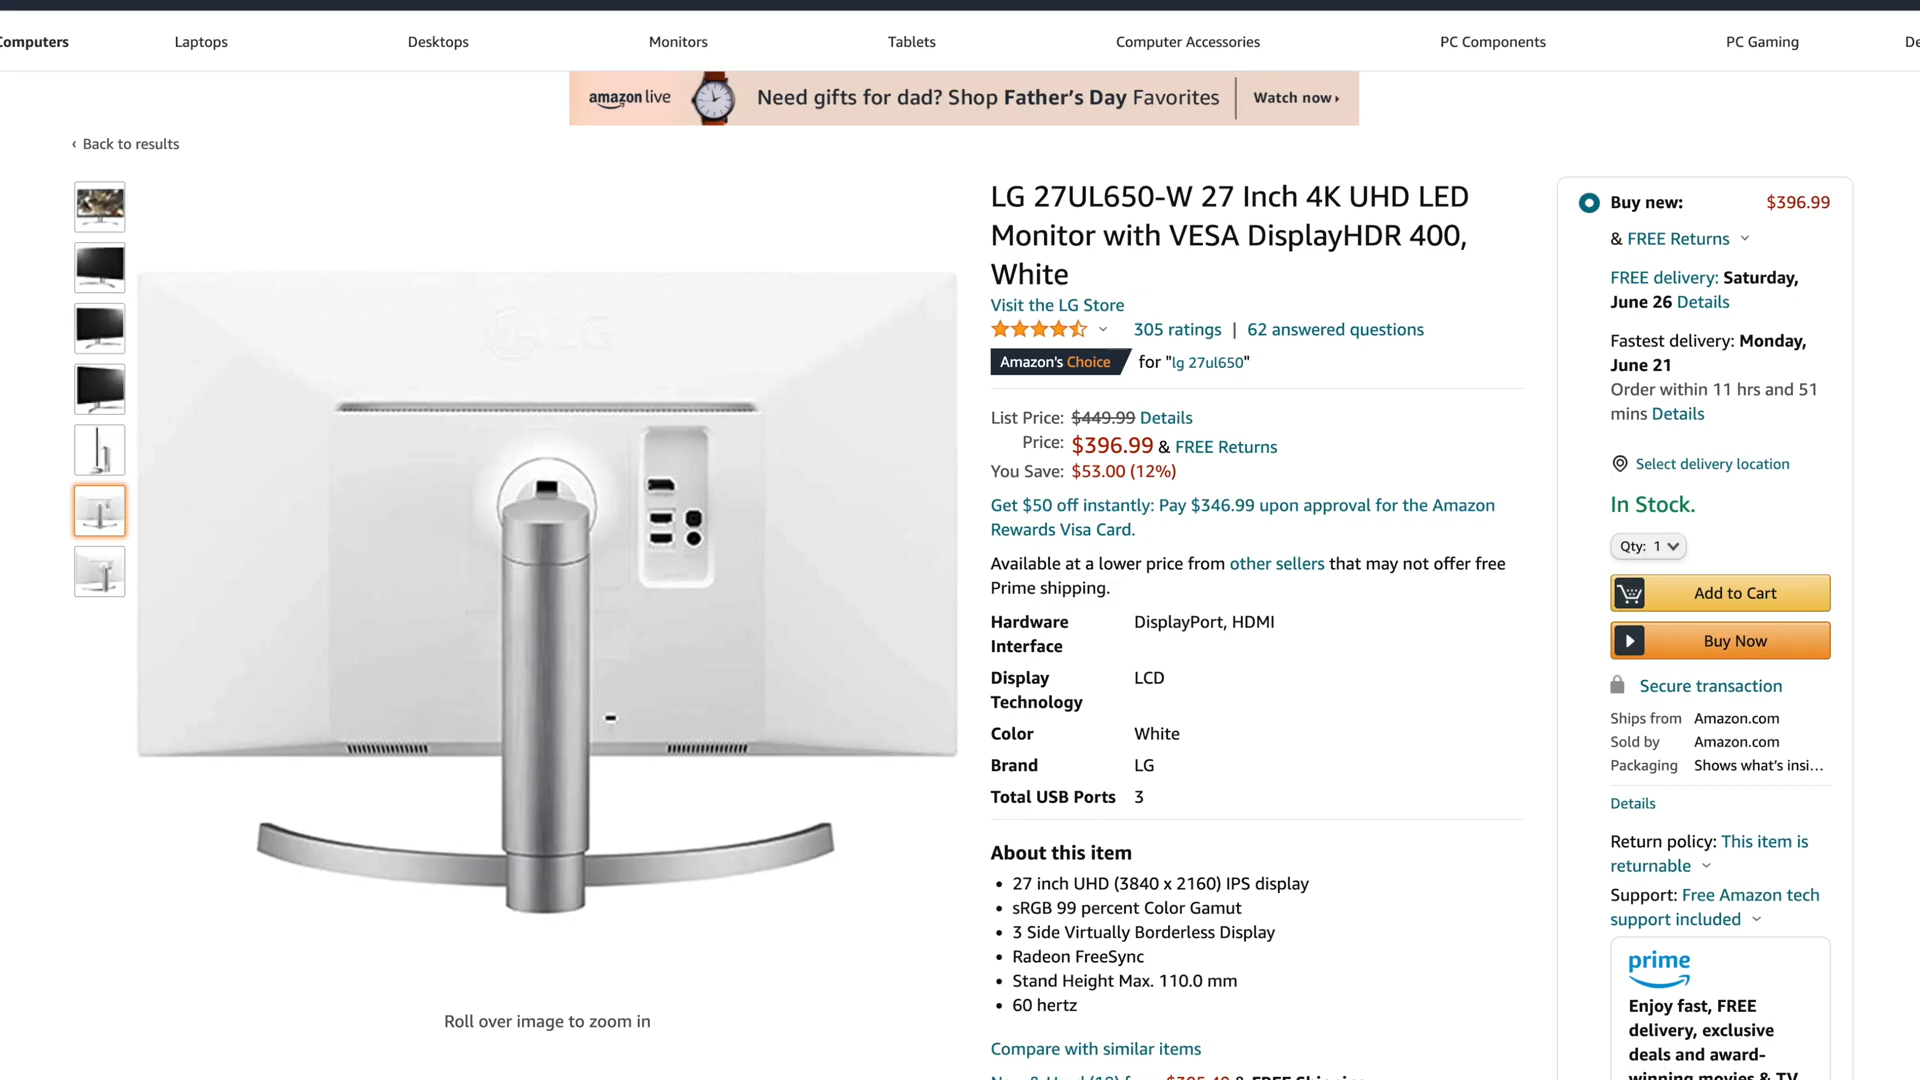 Computers
Laptops
Desktops
Monitors
Tablets
Computer Accessories
PC Components
PC Gaming
amazon live
Need gifts for dad? Shop Father's Day Favorites
Watch now ›
‹ Back to results
LG
Roll over image to zoom in
LG 27UL650-W 27 Inch 4K UHD LED
Monitor with VESA DisplayHDR 400,
White
Visit the LG Store
305 ratings | 62 answered questions
Amazon's Choice for "lg 27ul650"
List Price: $449.99 Details
Price: $396.99 & FREE Returns
You Save: $53.00 (12%)
Get $50 off instantly: Pay $346.99 upon approval for the Amazon
Rewards Visa Card.
Available at a lower price from other sellers that may not offer free
Prime shipping.
Hardware Interface DisplayPort, HDMI
Display Technology LCD
Color White
Brand LG
Total USB Ports 3
About this item
• 27 inch UHD (3840 x 2160) IPS display
• sRGB 99 percent Color Gamut
• 3 Side Virtually Borderless Display
• Radeon FreeSync
• Stand Height Max. 110.0 mm
• 60 hertz
Compare with similar items
Buy new: $396.99
& FREE Returns
FREE delivery: Saturday,
June 26 Details
Fastest delivery: Monday,
June 21
Order within 11 hrs and 51
mins Details
Select delivery location
In Stock.
Qty: 1
Add to Cart
Buy Now
Secure transaction
Ships from Amazon.com
Sold by Amazon.com
Packaging Shows what's insi...
Details
Return policy: This item is
returnable
Support: Free Amazon tech
support included
prime
Enjoy fast, FREE
delivery, exclusive
deals and award-
winning movies & TV